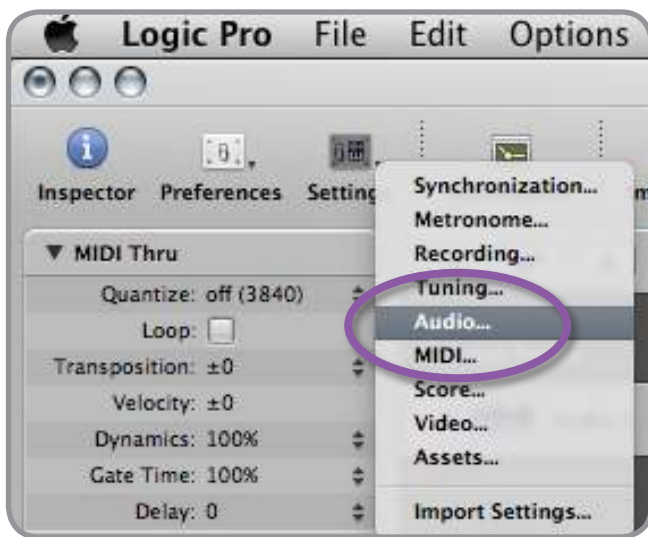 Logic Pro File Edit Options
Inspector Preferences
Synchronization...
Metronome...
Recording...
Tuning...
Audio...
MIDI...
Score...
Video...
Assets...
Import Settings...
MIDI Thru
Quantize: off (3840)
Loop:
Transposition: ±0
Velocity: ±0
Dynamics: 100%
Gate Time: 100%
Delay: 0